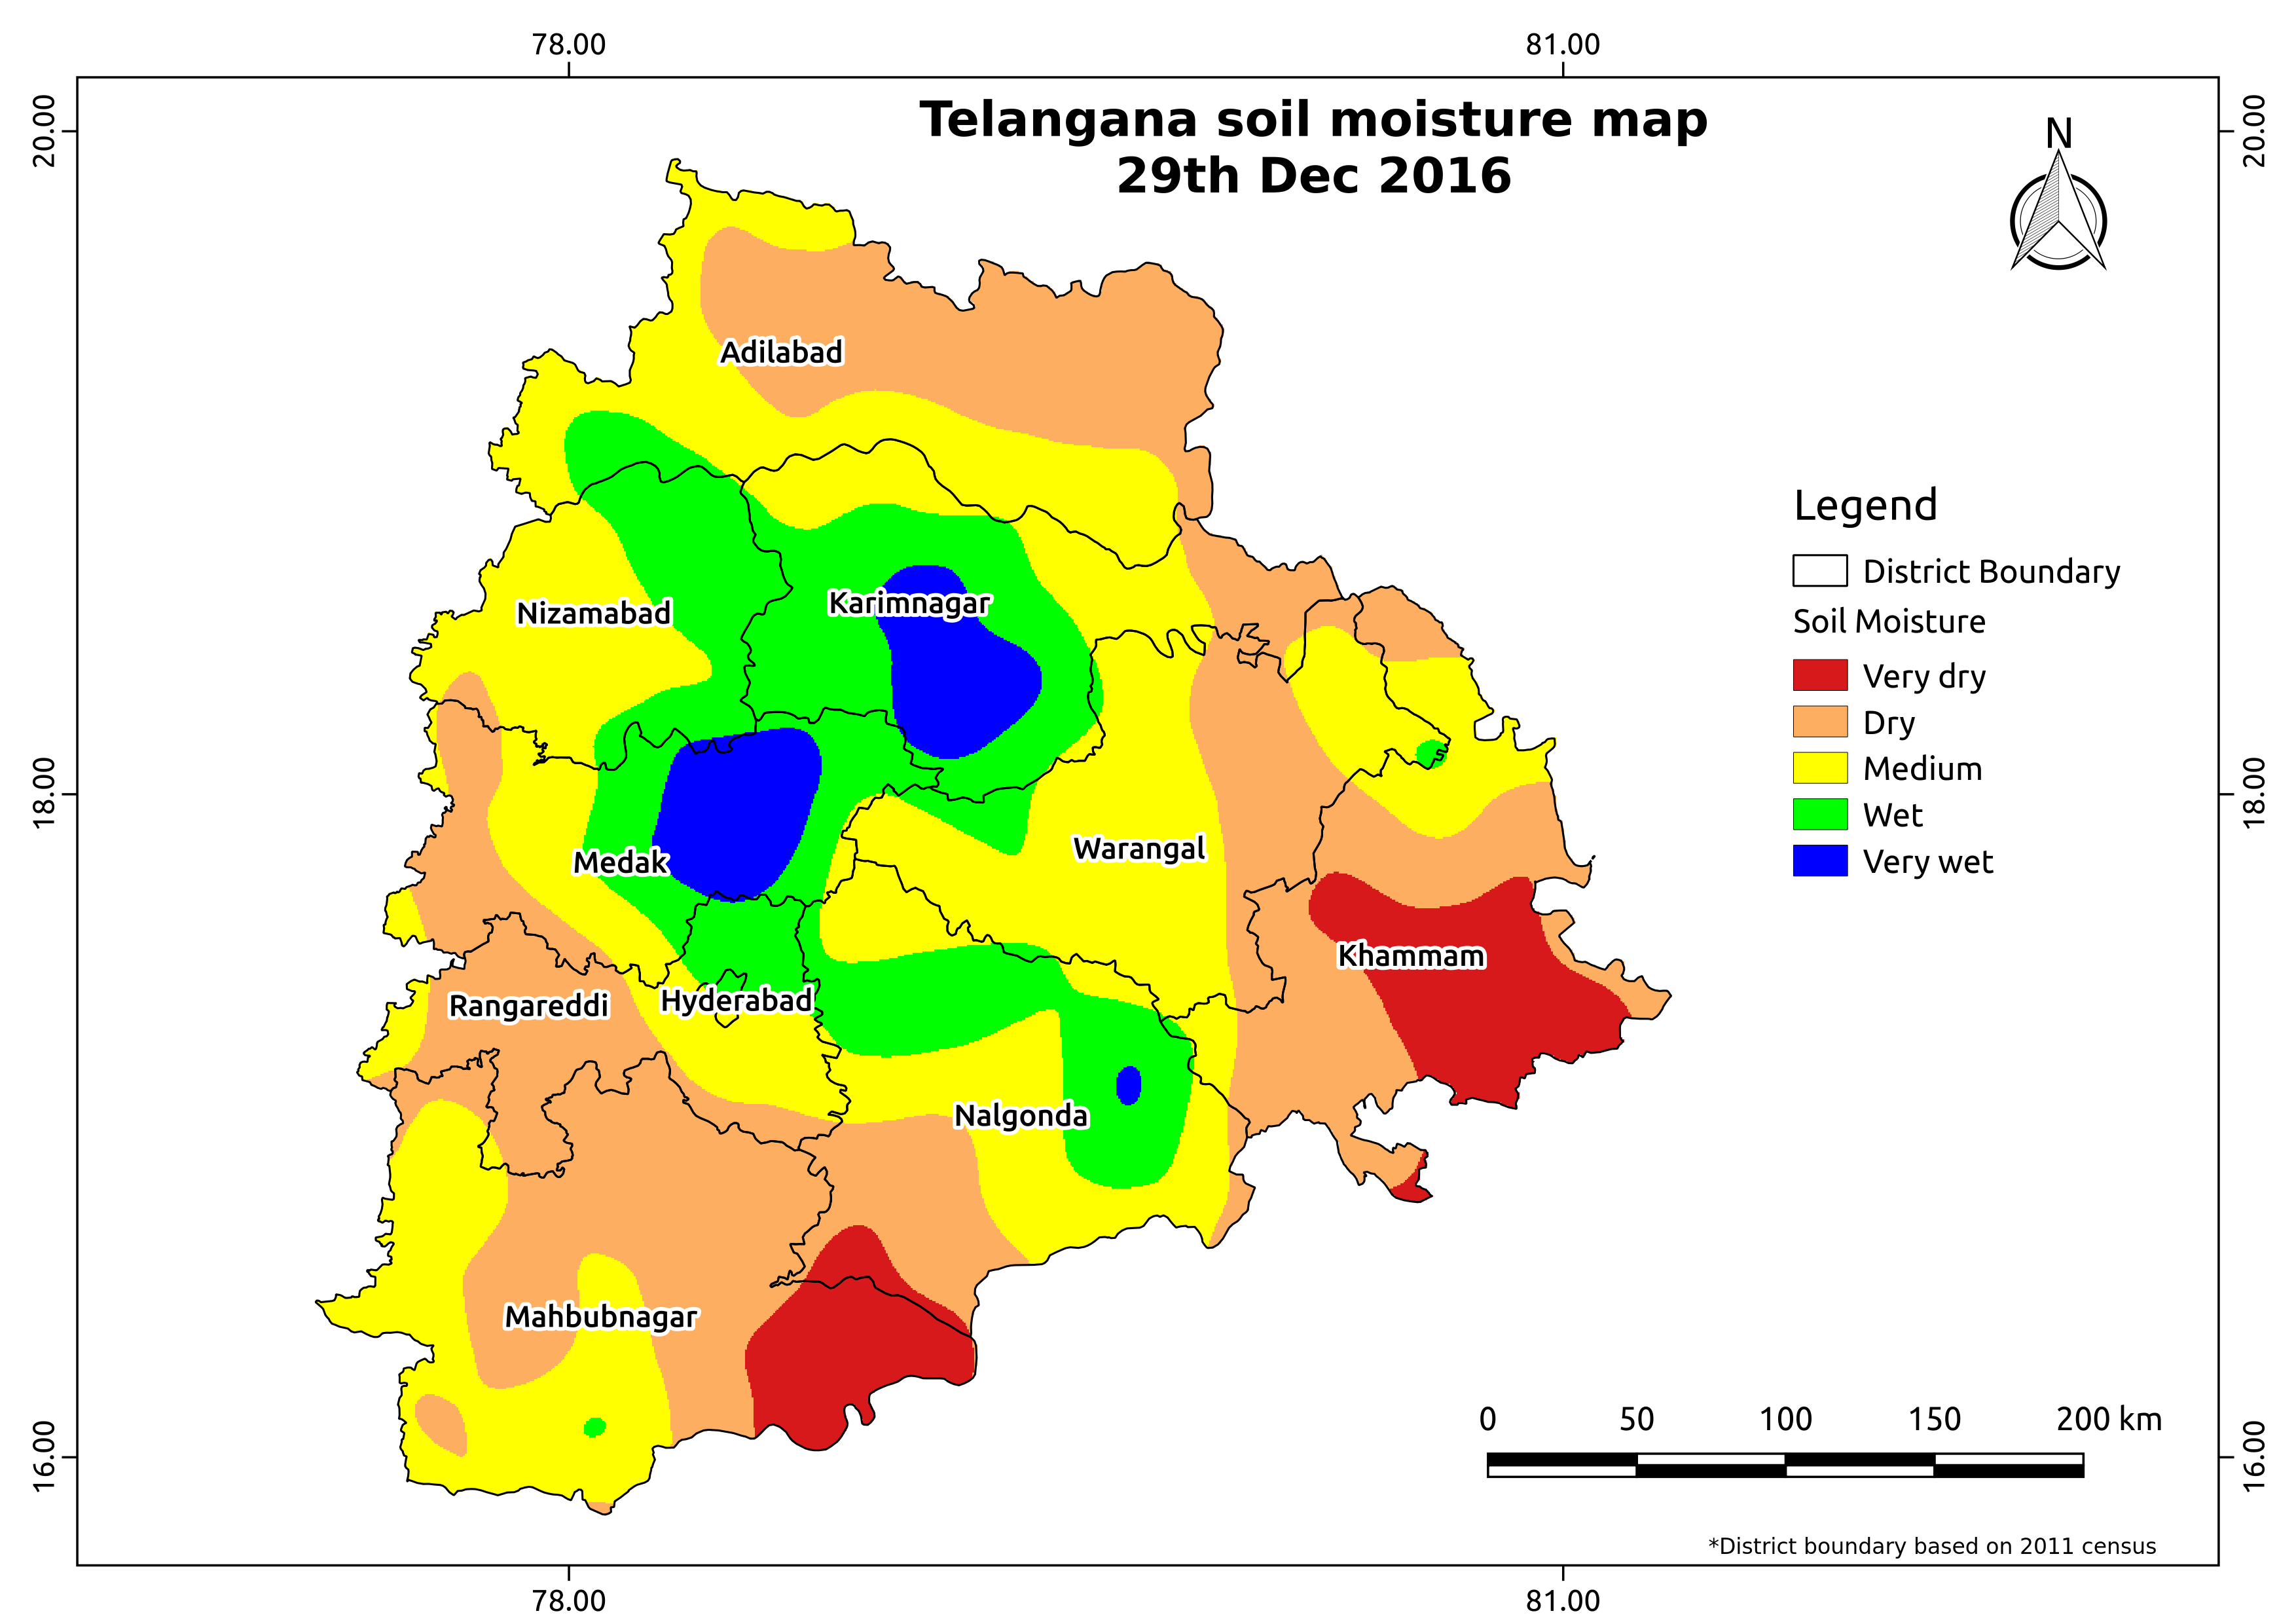 78.00
81.00
20.00
20.00
Telangana soil moisture map
29th Dec 2016
N
Adilabad
Legend
District Boundary
Soil Moisture
Very dry
Dry
Medium
Wet
Very wet
Nizamabad
Karimnagar
18.00
18.00
Medak
Warangal
Khammam
Rangareddi
Hyderabad
Nalgonda
Mahbubnagar
0
50
100
150
200 km
16.00
16.00
*District boundary based on 2011 census
78.00
81.00